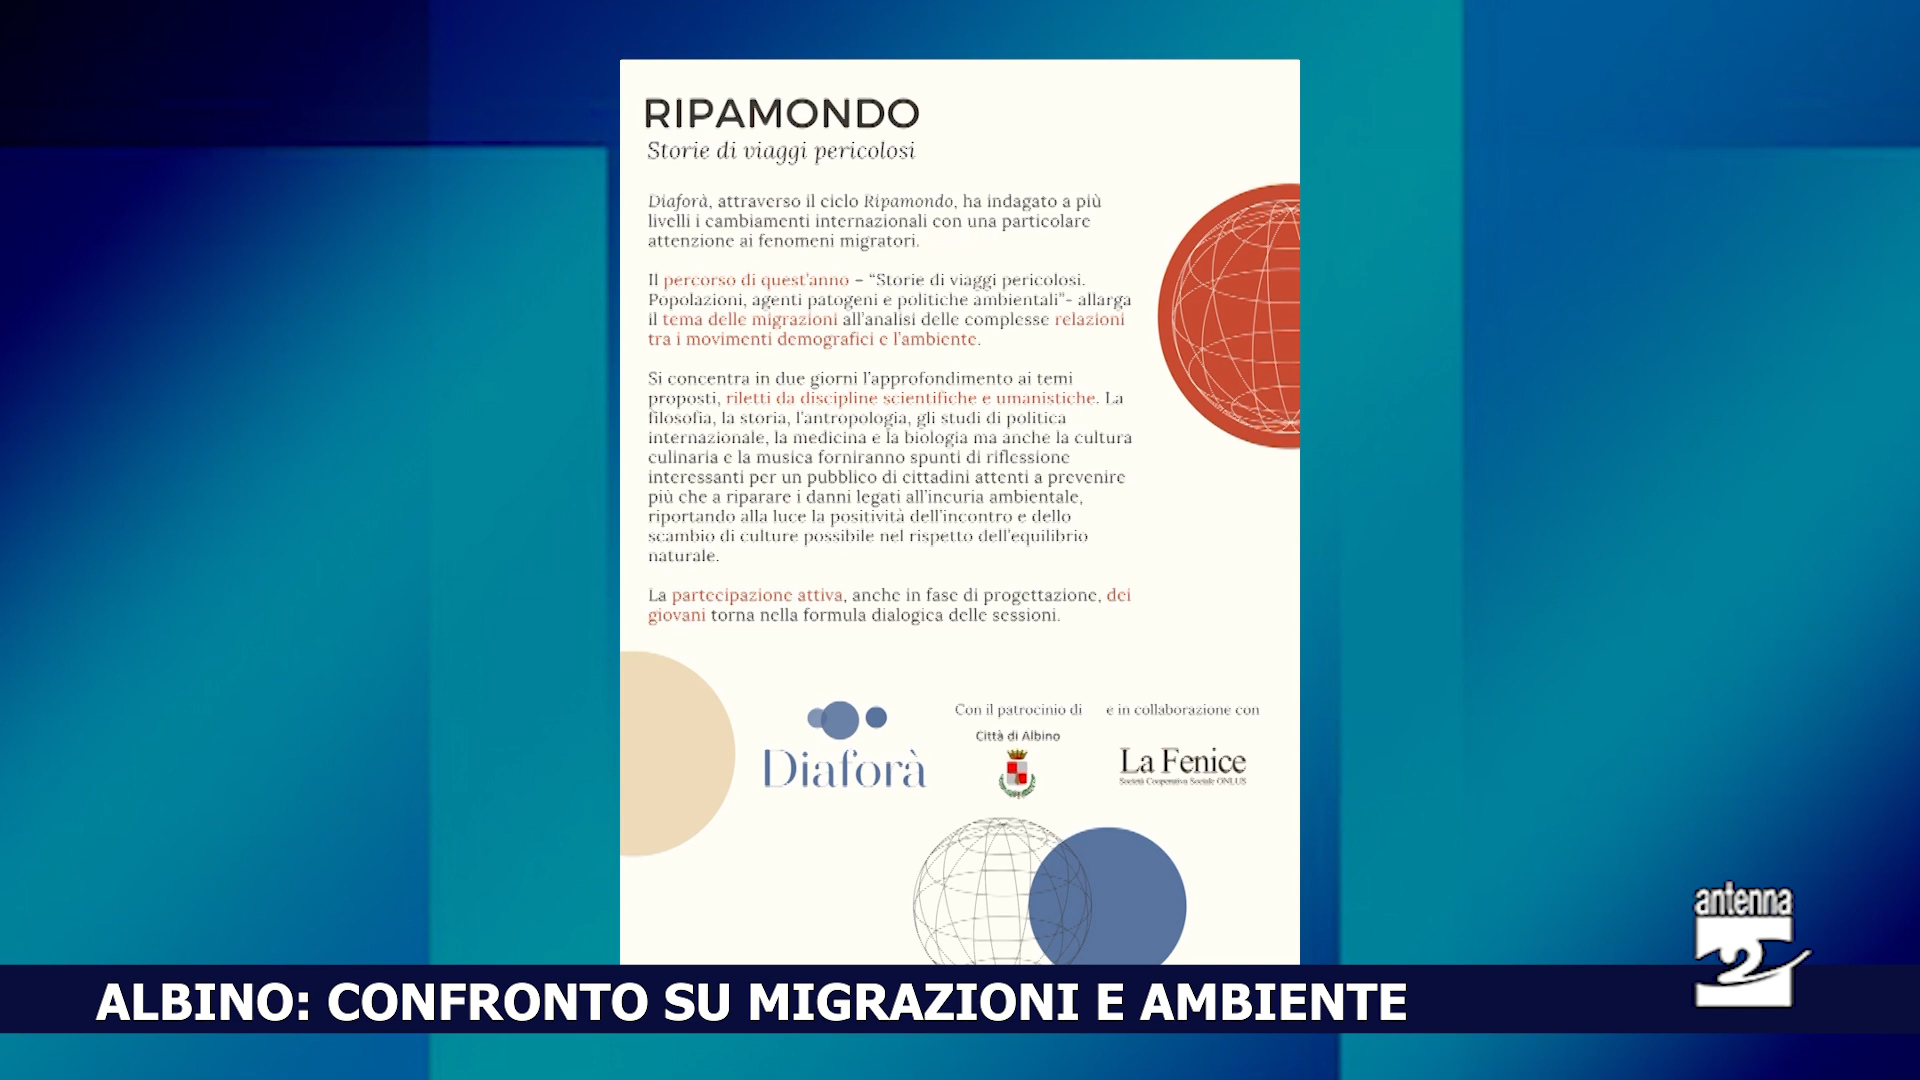 RIPAMONDO
Storie di viaggi pericolosi
Diaforà, attraverso il ciclo Ripamondo, ha indagato a più
livelli i cambiamenti internazionali con una particolare
attenzione ai fenomeni migratori.
Il percorso di quest'anno – “Storie di viaggi pericolosi.
Popolazioni, agenti patogeni e politiche ambientali”- allarga
il tema delle migrazioni all'analisi delle complesse relazioni
tra i movimenti demografici e l'ambiente.
Si concentra in due giorni l'approfondimento ai temi
proposti, riletti da discipline scientifiche e umanistiche. La
filosofia, la storia, l'antropologia, gli studi di politica
internazionale, la medicina e la biologia ma anche la cultura
culinaria e la musica forniranno spunti di riflessione
interessanti per un pubblico di cittadini attenti a prevenire
più che a riparare i danni legati all'incuria ambientale,
riportando alla luce la positività dell'incontro e dello
scambio di culture possibile nel rispetto dell'equilibrio
naturale.
La partecipazione attiva, anche in fase di progettazione, dei
giovani torna nella formula dialogica delle sessioni.
Con il patrocinio di
e in collaborazione con
Città di Albino
Diaforà
La Fenice
Società Cooperativa Sociale ONLUS
antenna
2
ALBINO: CONFRONTO SU MIGRAZIONI E AMBIENTE